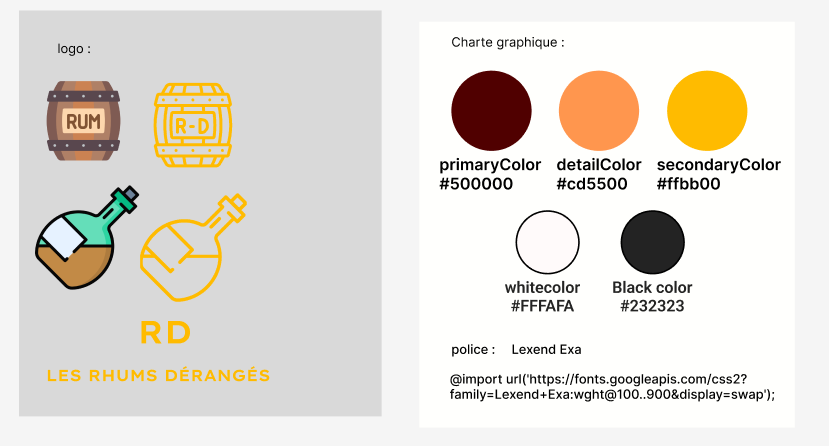 logo :
RUM
R-D
RD
LES RHUMS DÉRANGÉS
Charte graphique :
primaryColor
#500000
detailColor
#cd5500
secondaryColor
#ffbb00
whitecolor
#FFFAFA
Black color
#232323
police : Lexend Exa
@import url('https://fonts.googleapis.com/css2?
family=Lexend+Exa:wght@100..900&display=swap');